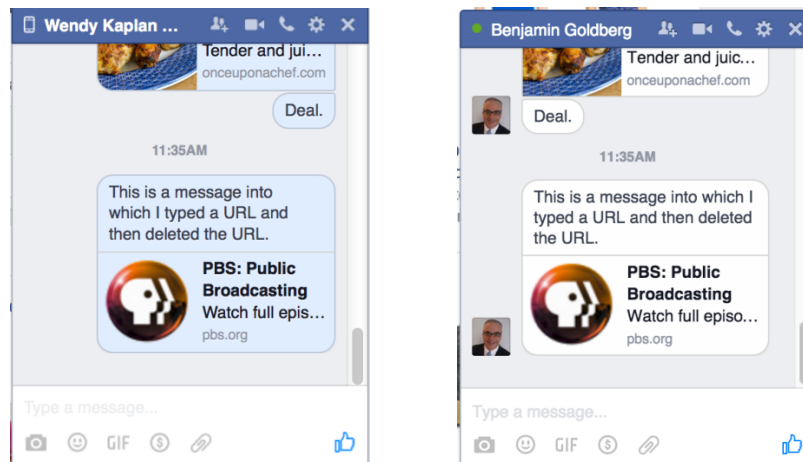 Wendy Kaplan ...
Tender and jui...
onceuponachef.com
Deal.
11:35AM
This is a message into
which I typed a URL and
then deleted the URL.
PBS: Public
Broadcasting
Watch full epis...
pbs.org
Type a message...
GIF
$
Benjamin Goldberg
Tender and juic...
onceuponachef.com
Deal.
11:35AM
This is a message into which I
typed a URL and then deleted
the URL.
PBS: Public
Broadcasting
Watch full episo...
pbs.org
Type a message...
GIF
$